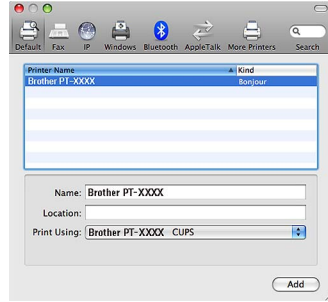 Default Fax IP Windows Bluetooth AppleTalk More Printers Search
Printer Name Kind
Brother PT-XXXX Bonjour
Name: Brother PT-XXXX
Location:
Print Using: Brother PT-XXXX CUPS
Add